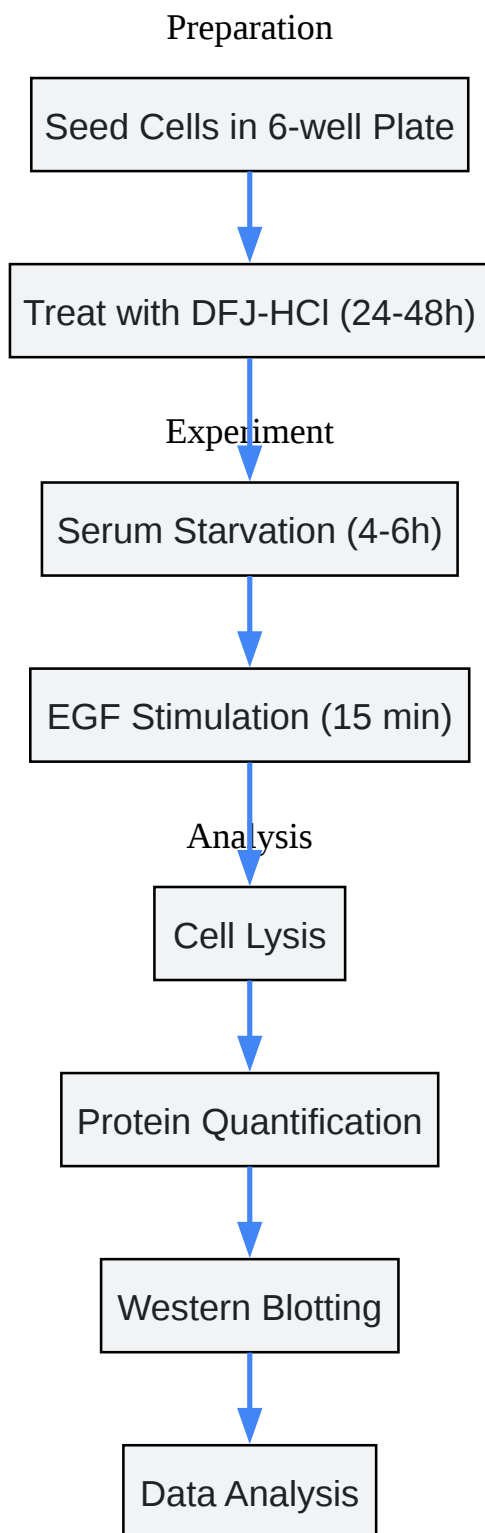 Preparation
Seed Cells in 6-well Plate
Treat with DFJ-HCl (24-48h)
Experiment
Serum Starvation (4-6h)
EGF Stimulation (15 min)
Analysis
Cell Lysis
Protein Quantification
Western Blotting
Data Analysis